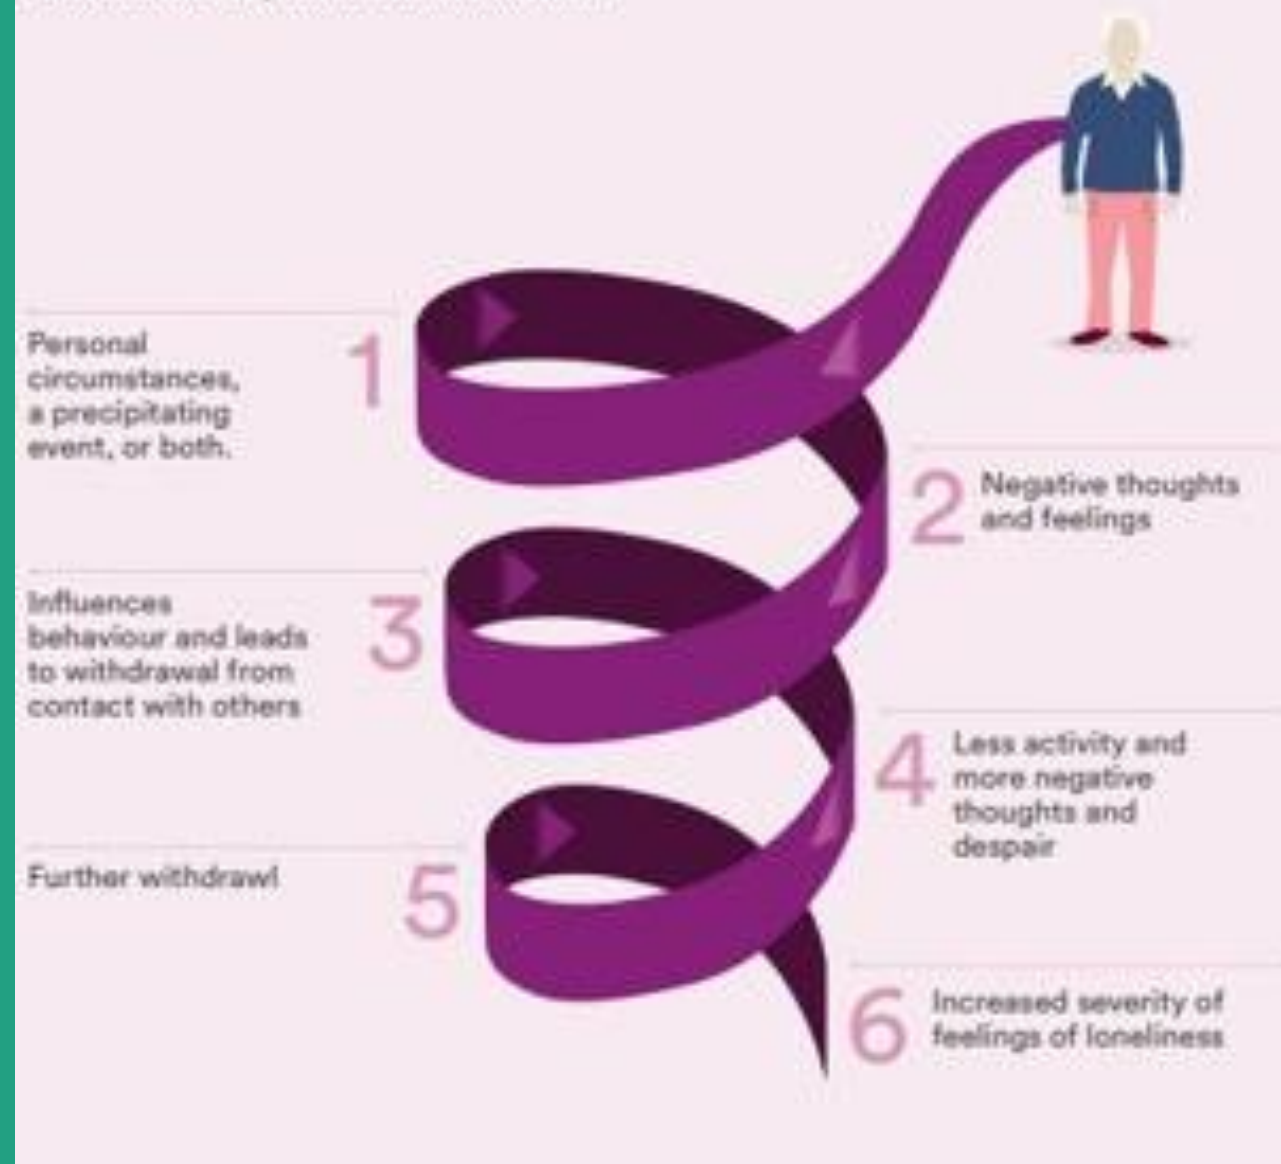 Personal
circumstances,
a precipitating
event, or both.
1
2
Negative thoughts
and feelings
Influences
behaviour and leads
to withdrawal from
contact with others
3
4
Less activity and
more negative
thoughts and
despair
Further withdrawl
5
6
Increased severity of
feelings of loneliness